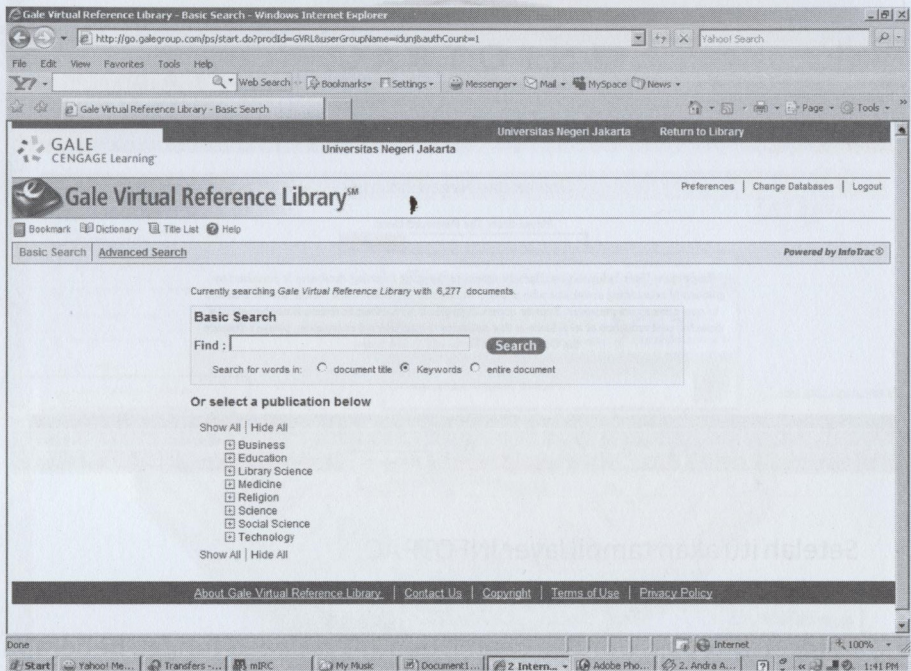 Gale Virtual Reference Library - Basic Search - Windows Internet Explorer
http://go.galegroup.com/ps/start.do?prodId=GVRL&userGroupName=idunj&authCount=1
Yahoo! Search
File Edit View Favorites Tools Help
Y7 Web Search Bookmarks Settings Messenger Mail MySpace News
Gale Virtual Reference Library - Basic Search Page Tools
Universitas Negeri Jakarta Return to Library
GALE
CENGAGE Learning
Universitas Negeri Jakarta
Gale Virtual Reference Library SM
Preferences | Change Databases | Logout
Bookmark Dictionary Title List Help
Basic Search | Advanced Search Powered by InfoTrac®
Currently searching Gale Virtual Reference Library with 6,277 documents.
Basic Search
Find : Search
Search for words in: document title Keywords entire document
Or select a publication below
Show All | Hide All
Business
Education
Library Science
Medicine
Religion
Science
Social Science
Technology
Show All | Hide All
About Gale Virtual Reference Library | Contact Us | Copyright | Terms of Use | Privacy Policy
Done Internet 100%
Start Yahoo! Me... Transfers -... mIRC My Music Document1... 2 Intern... Adobe Pho... 2. Andra A... 1:41 PM